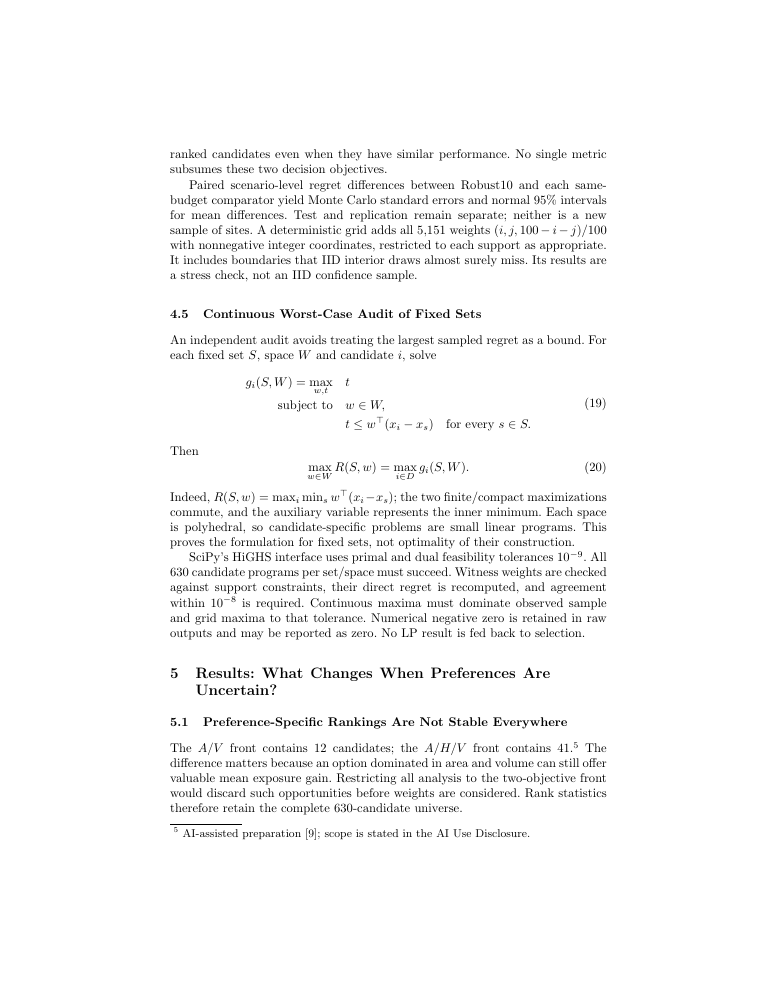 ranked candidates even when they have similar performance. No single metric
subsumes these two decision objectives.
Paired scenario-level regret differences between Robust10 and each same-
budget comparator yield Monte Carlo standard errors and normal 95% intervals
for mean differences. Test and replication remain separate; neither is a new
sample of sites. A deterministic grid adds all 5,151 weights (i, j, 100 − i − j)/100
with nonnegative integer coordinates, restricted to each support as appropriate.
It includes boundaries that IID interior draws almost surely miss. Its results are
a stress check, not an IID confidence sample.
4.5 Continuous Worst-Case Audit of Fixed Sets
An independent audit avoids treating the largest sampled regret as a bound. For
each fixed set S, space W and candidate i, solve
g_i(S, W) = max_{w,t} t
subject to w ∈ W, (19)
t ≤ w^⊤(x_i − x_s) for every s ∈ S.
Then
max_{w∈W} R(S, w) = max_{i∈D} g_i(S, W). (20)
Indeed, R(S, w) = max_i min_s w^⊤(x_i−x_s); the two finite/compact maximizations
commute, and the auxiliary variable represents the inner minimum. Each space
is polyhedral, so candidate-specific problems are small linear programs. This
proves the formulation for fixed sets, not optimality of their construction.
SciPy's HiGHS interface uses primal and dual feasibility tolerances 10^{−9}. All
630 candidate programs per set/space must succeed. Witness weights are checked
against support constraints, their direct regret is recomputed, and agreement
within 10^{−8} is required. Continuous maxima must dominate observed sample
and grid maxima to that tolerance. Numerical negative zero is retained in raw
outputs and may be reported as zero. No LP result is fed back to selection.
5 Results: What Changes When Preferences Are
Uncertain?
5.1 Preference-Specific Rankings Are Not Stable Everywhere
The A/V front contains 12 candidates; the A/H/V front contains 41.⁵ The
difference matters because an option dominated in area and volume can still offer
valuable mean exposure gain. Restricting all analysis to the two-objective front
would discard such opportunities before weights are considered. Rank statistics
therefore retain the complete 630-candidate universe.
⁵ AI-assisted preparation [9]; scope is stated in the AI Use Disclosure.